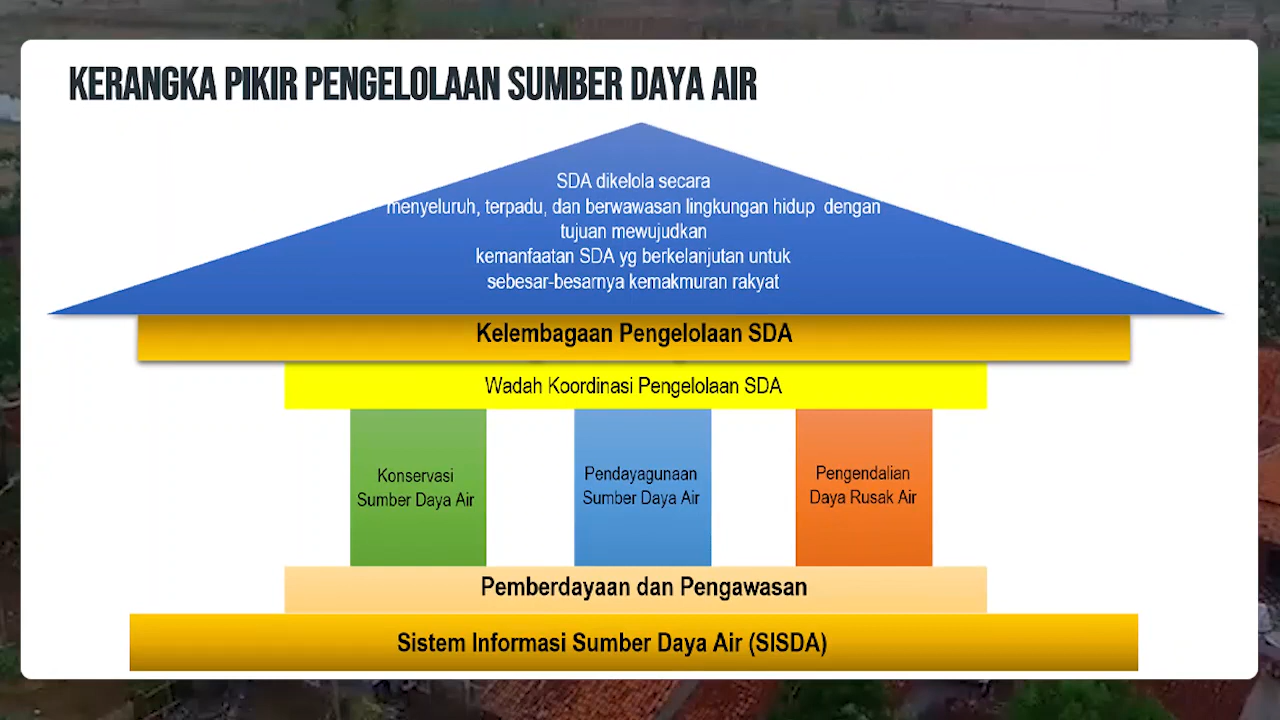 KERANGKA PIKIR PENGELOLAAN SUMBER DAYA AIR
SDA dikelola secara
menyeluruh, terpadu, dan berwawasan lingkungan hidup dengan
tujuan mewujudkan
kemanfaatan SDA yg berkelanjutan untuk
sebesar-besarnya kemakmuran rakyat
Kelembagaan Pengelolaan SDA
Wadah Koordinasi Pengelolaan SDA
Konservasi
Sumber Daya Air
Pendayagunaan
Sumber Daya Air
Pengendalian
Daya Rusak Air
Pemberdayaan dan Pengawasan
Sistem Informasi Sumber Daya Air (SISDA)